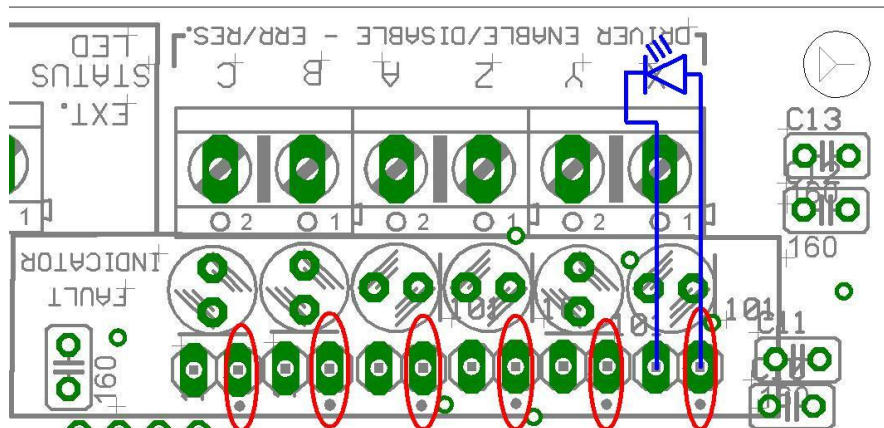 DRIVER ENABLE/DISABLE - ERR/RES.
C B A Z Y X
EXT.
STATUS
LED
C13
C12
160
160
2 1 2 1 2 1
1
FAULT
INDICATOR
101
101
101
101
C11
C10
160